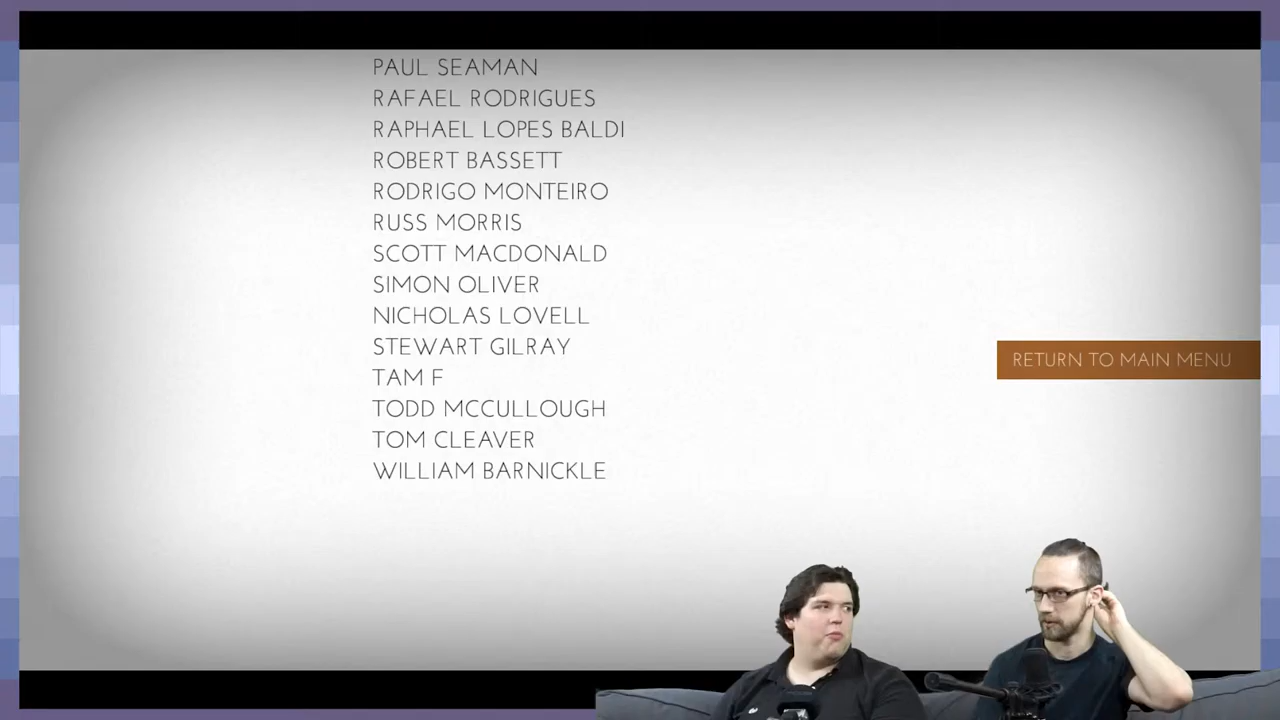 PAUL SEAMAN
RAFAEL RODRIGUES
RAPHAEL LOPES BALDI
ROBERT BASSETT
RODRIGO MONTEIRO
RUSS MORRIS
SCOTT MACDONALD
SIMON OLIVER
NICHOLAS LOVELL
STEWART GILRAY
TAM F
TODD MCCULLOUGH
TOM CLEAVER
WILLIAM BARNICKLE
RETURN TO MAIN MENU